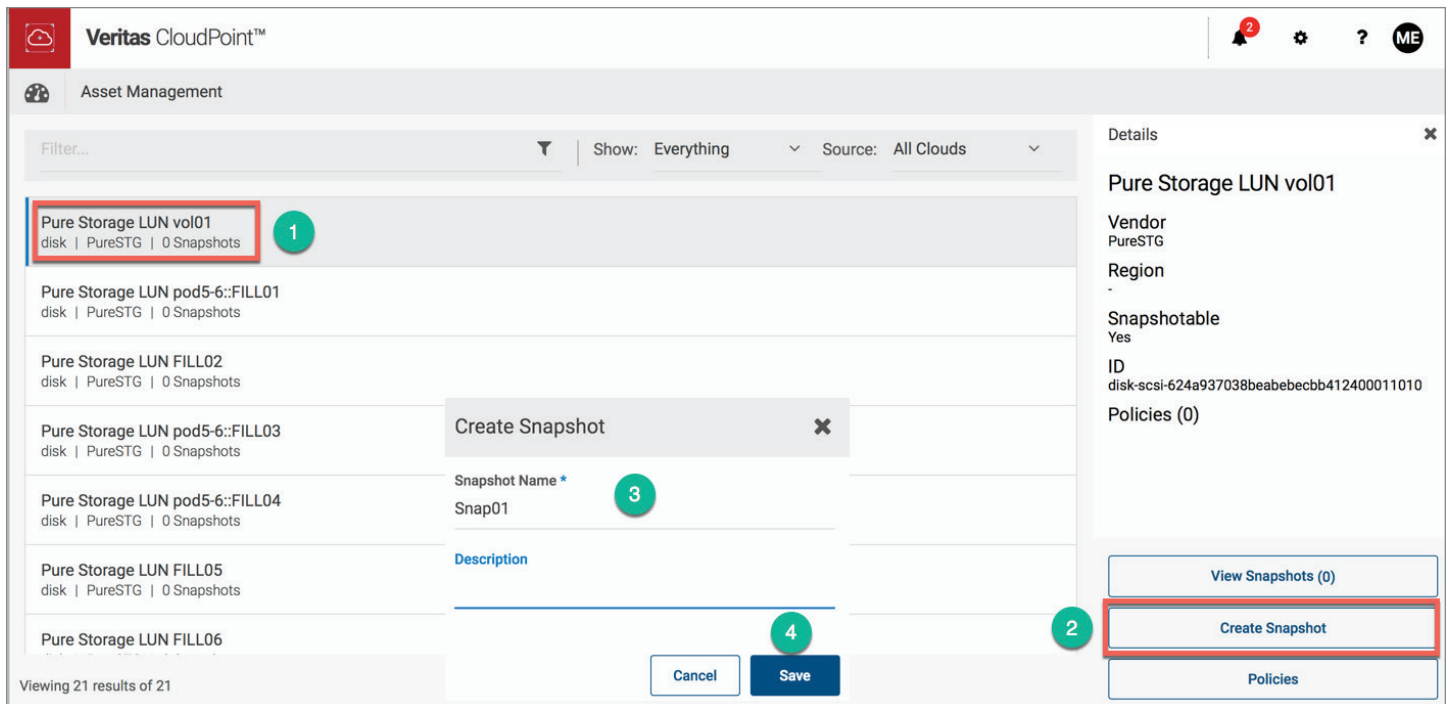 Veritas CloudPoint™
2
?
ME
Asset Management
Filter...
Show: Everything
Source: All Clouds
Pure Storage LUN vol01
disk | PureSTG | 0 Snapshots
1
Pure Storage LUN pod5-6::FILL01
disk | PureSTG | 0 Snapshots
Pure Storage LUN FILL02
disk | PureSTG | 0 Snapshots
Pure Storage LUN pod5-6::FILL03
disk | PureSTG | 0 Snapshots
Pure Storage LUN pod5-6::FILL04
disk | PureSTG | 0 Snapshots
Pure Storage LUN FILL05
disk | PureSTG | 0 Snapshots
Pure Storage LUN FILL06
Viewing 21 results of 21
Create Snapshot
Snapshot Name *
Snap01
3
Description
4
Cancel
Save
Details
Pure Storage LUN vol01
Vendor
PureSTG
Region
-
Snapshotable
Yes
ID
disk-scsi-624a937038beabebecbb412400011010
Policies (0)
View Snapshots (0)
2
Create Snapshot
Policies